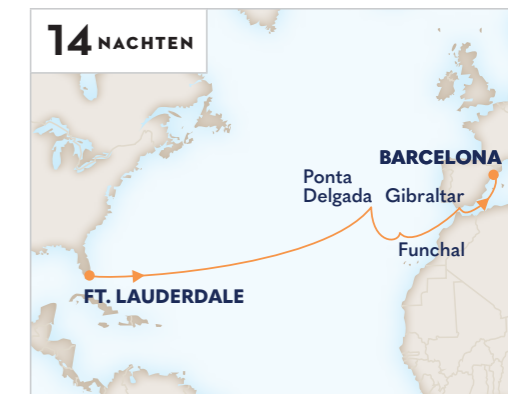 14 NACHTEN
BARCELONA
Ponta
Delgada
Gibraltar
Funchal
FT. LAUDERDALE